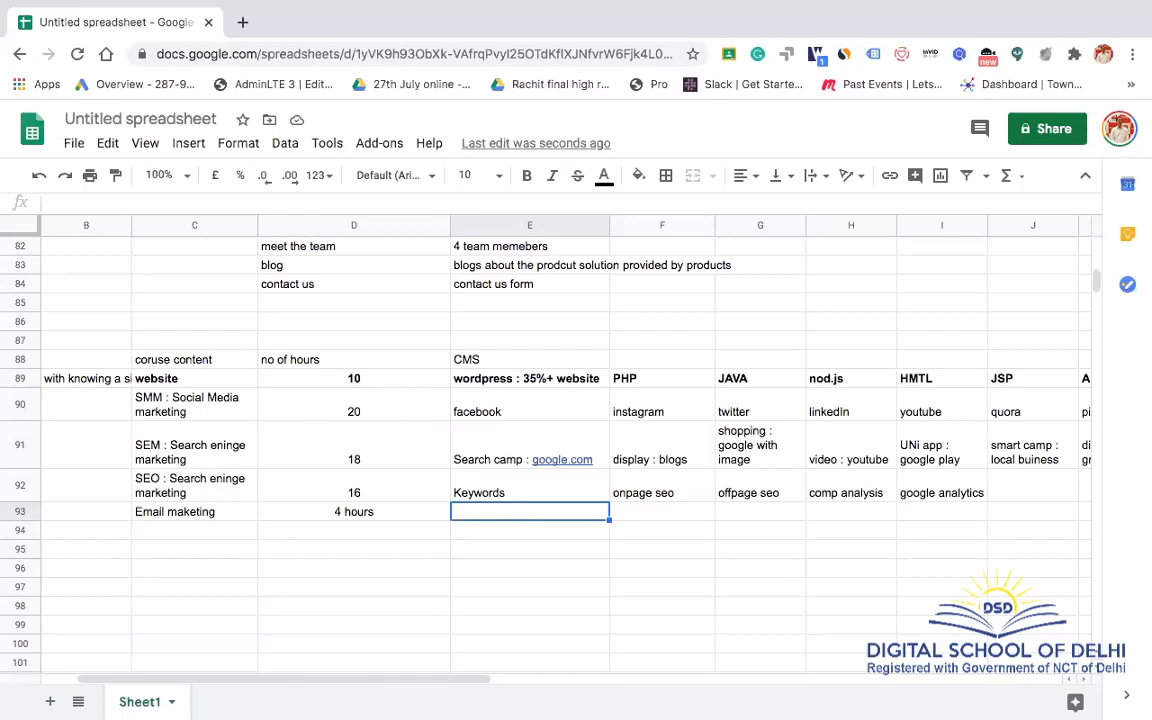 Untitled spreadsheet - Google
docs.google.com/spreadsheets/d/1yVK9h93ObXk-VAfrqPvyl25OTdKflXJNfvrW6Fjk4L0...
1
new
Apps Overview - 287-9... AdminLTE 3 | Edit... 27th July online -... Rachit final high r... Pro Slack | Get Starte... Past Events | Lets... Dashboard | Town... »
Untitled spreadsheet
File Edit View Insert Format Data Tools Add-ons Help Last edit was seconds ago
Share
100% £ % .0 .00 123 Default (Ari... 10 B I S A Σ
31
fx
B C D E F G H I J
82 meet the team 4 team memebers
83 blog blogs about the prodcut solution provided by products
84 contact us contact us form
85
86
87
88 coruse content no of hours CMS
89 with knowing a si website 10 wordpress : 35%+ website PHP JAVA nod.js HMTL JSP A
SMM : Social Media
90 marketing 20 facebook instagram twitter linkedIn youtube quora pi
shopping :
91 SEM : Search eninge google with UNi app : smart camp : di
marketing 18 Search camp : google.com display : blogs image video : youtube google play local buiness gr
SEO : Search eninge
92 marketing 16 Keywords onpage seo offpage seo comp analysis google analytics
93 Email maketing 4 hours
94
95
96
97
98
99
100
101
DSD
DIGITAL SCHOOL OF DELHI
Registered with Government of NCT of Delhi
Sheet1